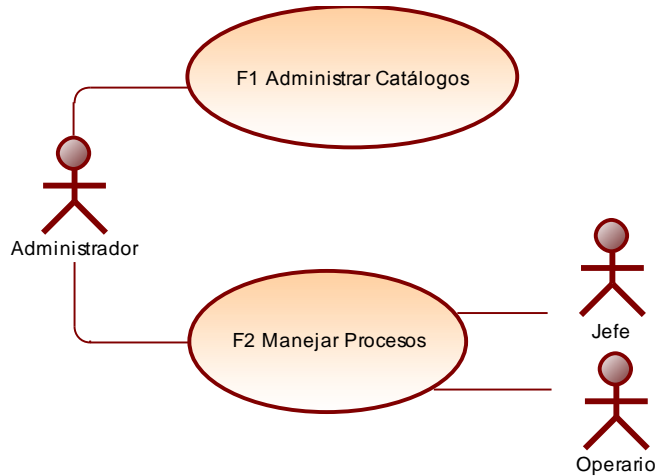 F1 Administrar Catálogos
Administrador
F2 Manejar Procesos
Jefe
Operario